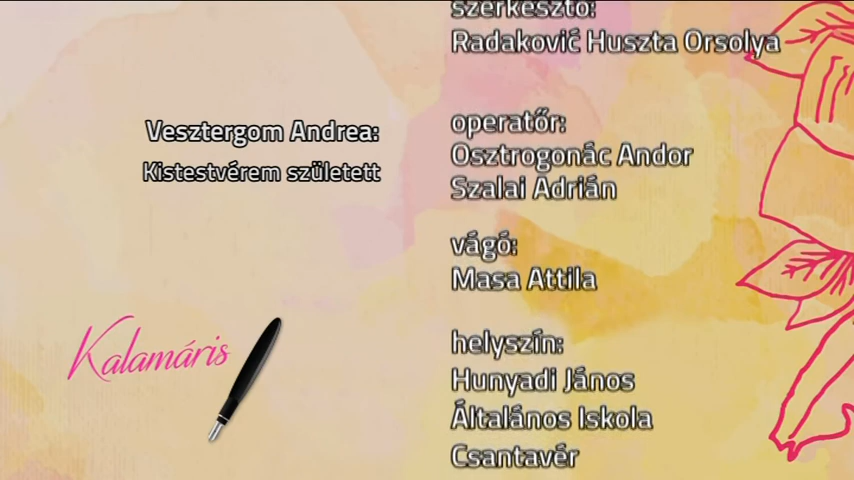 Vesztergom Andrea:
Kistestvérem született
Kalamáris
szerkesztő:
Radaković Huszta Orsolya
operatőr:
Osztrogonác Andor
Szalai Adrián
vágó:
Masa Attila
helyszín:
Hunyadi János
Általános Iskola
Csantavér